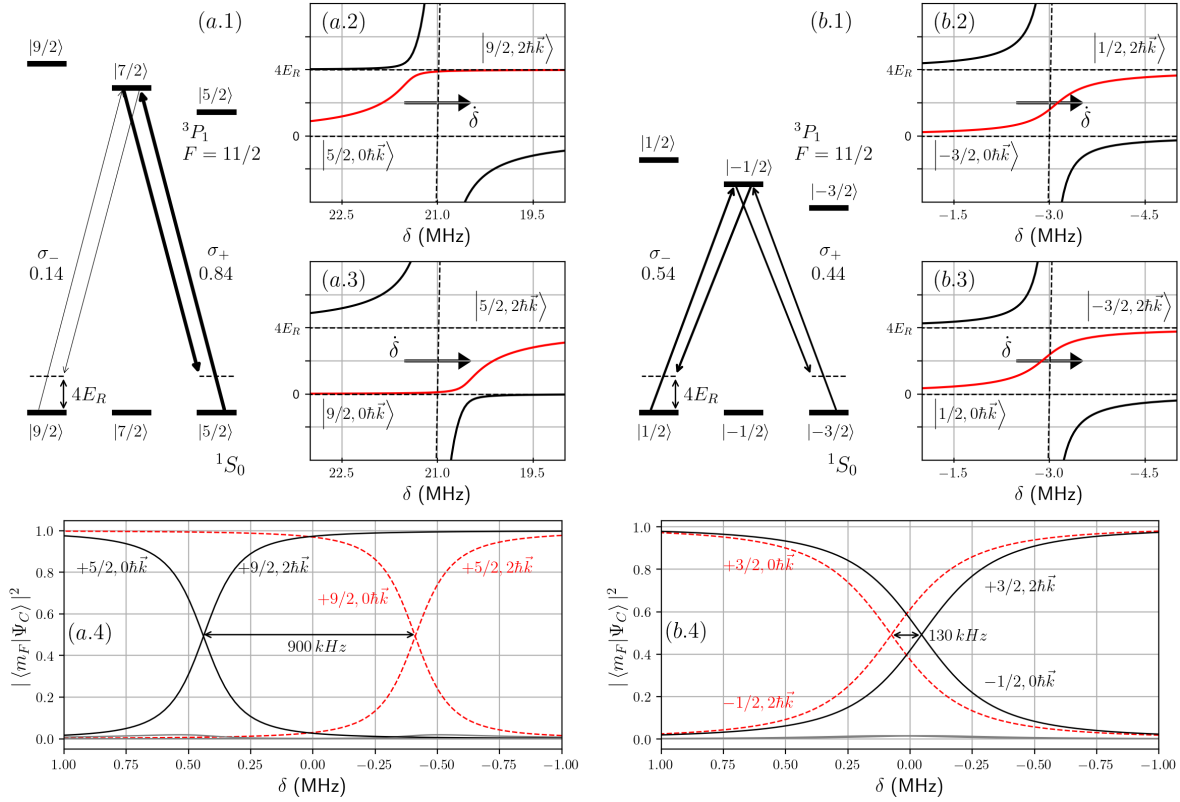 (a.1)
|9/2⟩
|7/2⟩
|5/2⟩
³P₁
F = 11/2
σ₋
0.14
σ₊
0.84
4E_R
|9/2⟩
|7/2⟩
|5/2⟩
¹S₀
(a.2)
|9/2, 2ħk⃗⟩
4E_R
δ̇
0
|5/2, 0ħk⃗⟩
22.5
21.0
19.5
δ (MHz)
(a.3)
|5/2, 2ħk⃗⟩
4E_R
δ̇
0
|9/2, 0ħk⃗⟩
22.5
21.0
19.5
δ (MHz)
(b.1)
|1/2⟩
|−1/2⟩
|−3/2⟩
³P₁
F = 11/2
σ₋
0.54
σ₊
0.44
4E_R
|1/2⟩
|−1/2⟩
|−3/2⟩
¹S₀
(b.2)
|1/2, 2ħk⃗⟩
4E_R
δ̇
0
|−3/2, 0ħk⃗⟩
−1.5
−3.0
−4.5
δ (MHz)
(b.3)
|−3/2, 2ħk⃗⟩
4E_R
δ̇
0
|1/2, 0ħk⃗⟩
−1.5
−3.0
−4.5
δ (MHz)
| ⟨m_F|Ψ_C⟩ |²
1.0
0.8
0.6
0.4
0.2
0.0
+5/2, 0ħk⃗
+9/2, 2ħk⃗
+9/2, 0ħk⃗
+5/2, 2ħk⃗
(a.4)
900 kHz
1.00
0.75
0.50
0.25
0.00
−0.25
−0.50
−0.75
−1.00
δ (MHz)
| ⟨m_F|Ψ_C⟩ |²
1.0
0.8
0.6
0.4
0.2
0.0
+3/2, 0ħk⃗
+3/2, 2ħk⃗
(b.4)
130 kHz
−1/2, 2ħk⃗
−1/2, 0ħk⃗
1.00
0.75
0.50
0.25
0.00
−0.25
−0.50
−0.75
−1.00
δ (MHz)